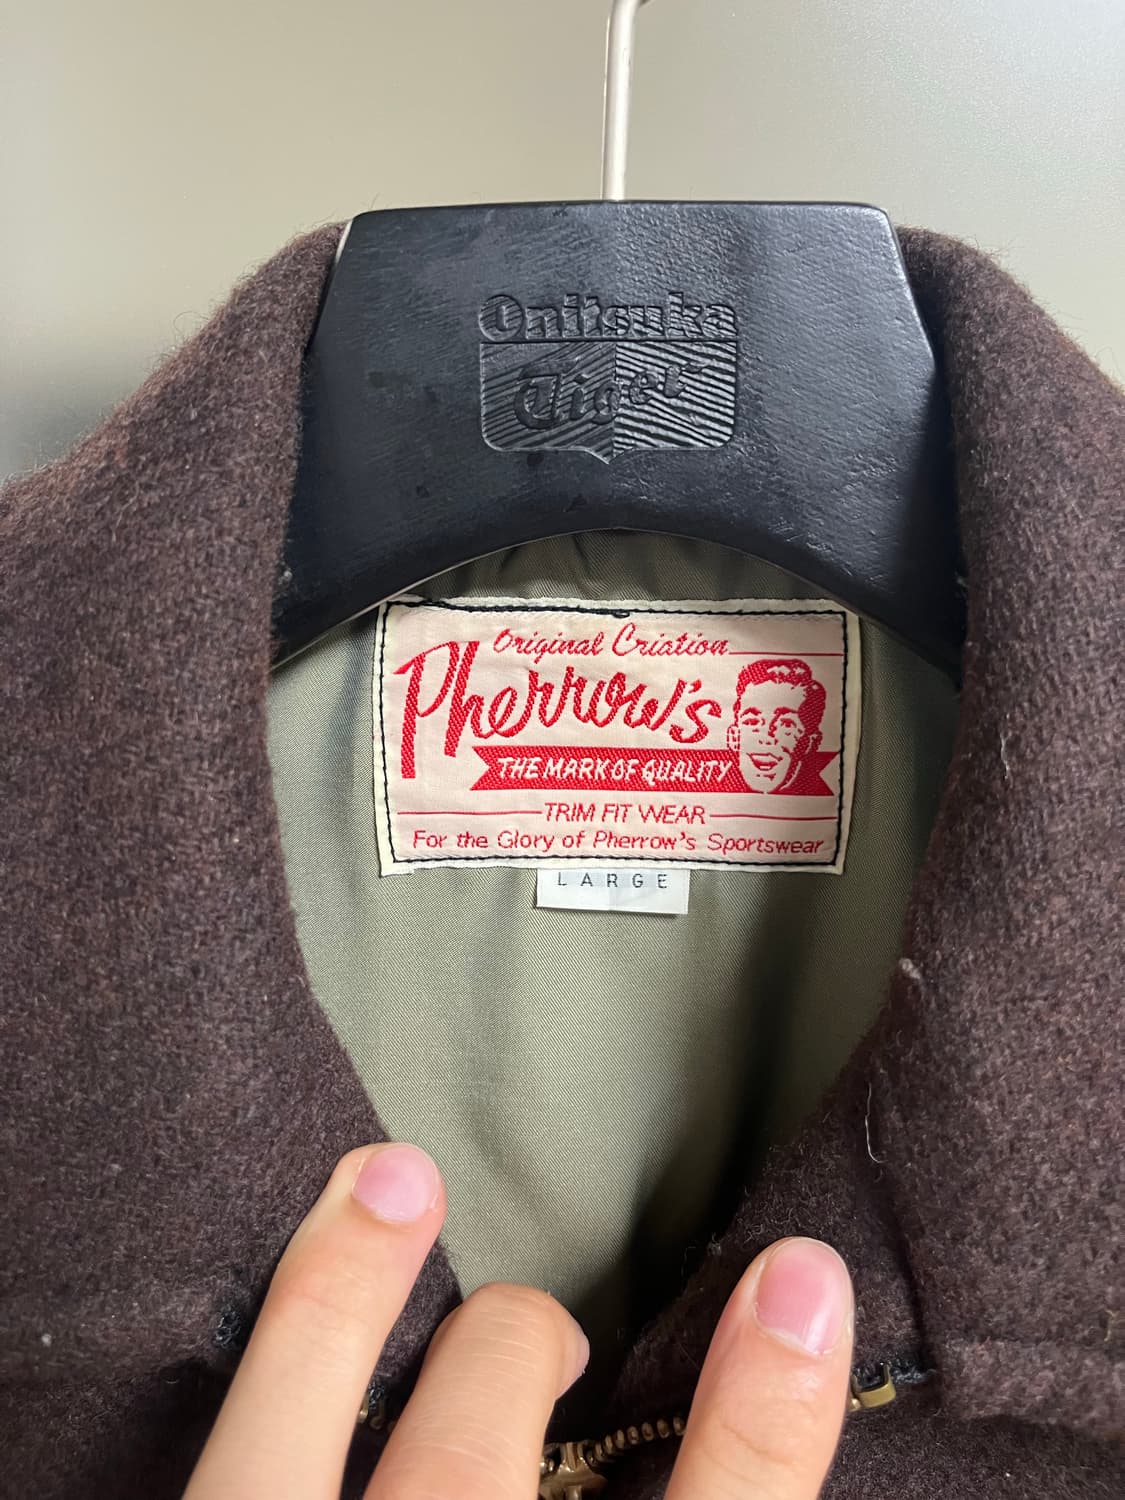 Onitsuka
Tiger
Original Criation
Pherrow's
THE MARK OF QUALITY
TRIM FIT WEAR
For the Glory of Pherrow's Sportswear
LARGE